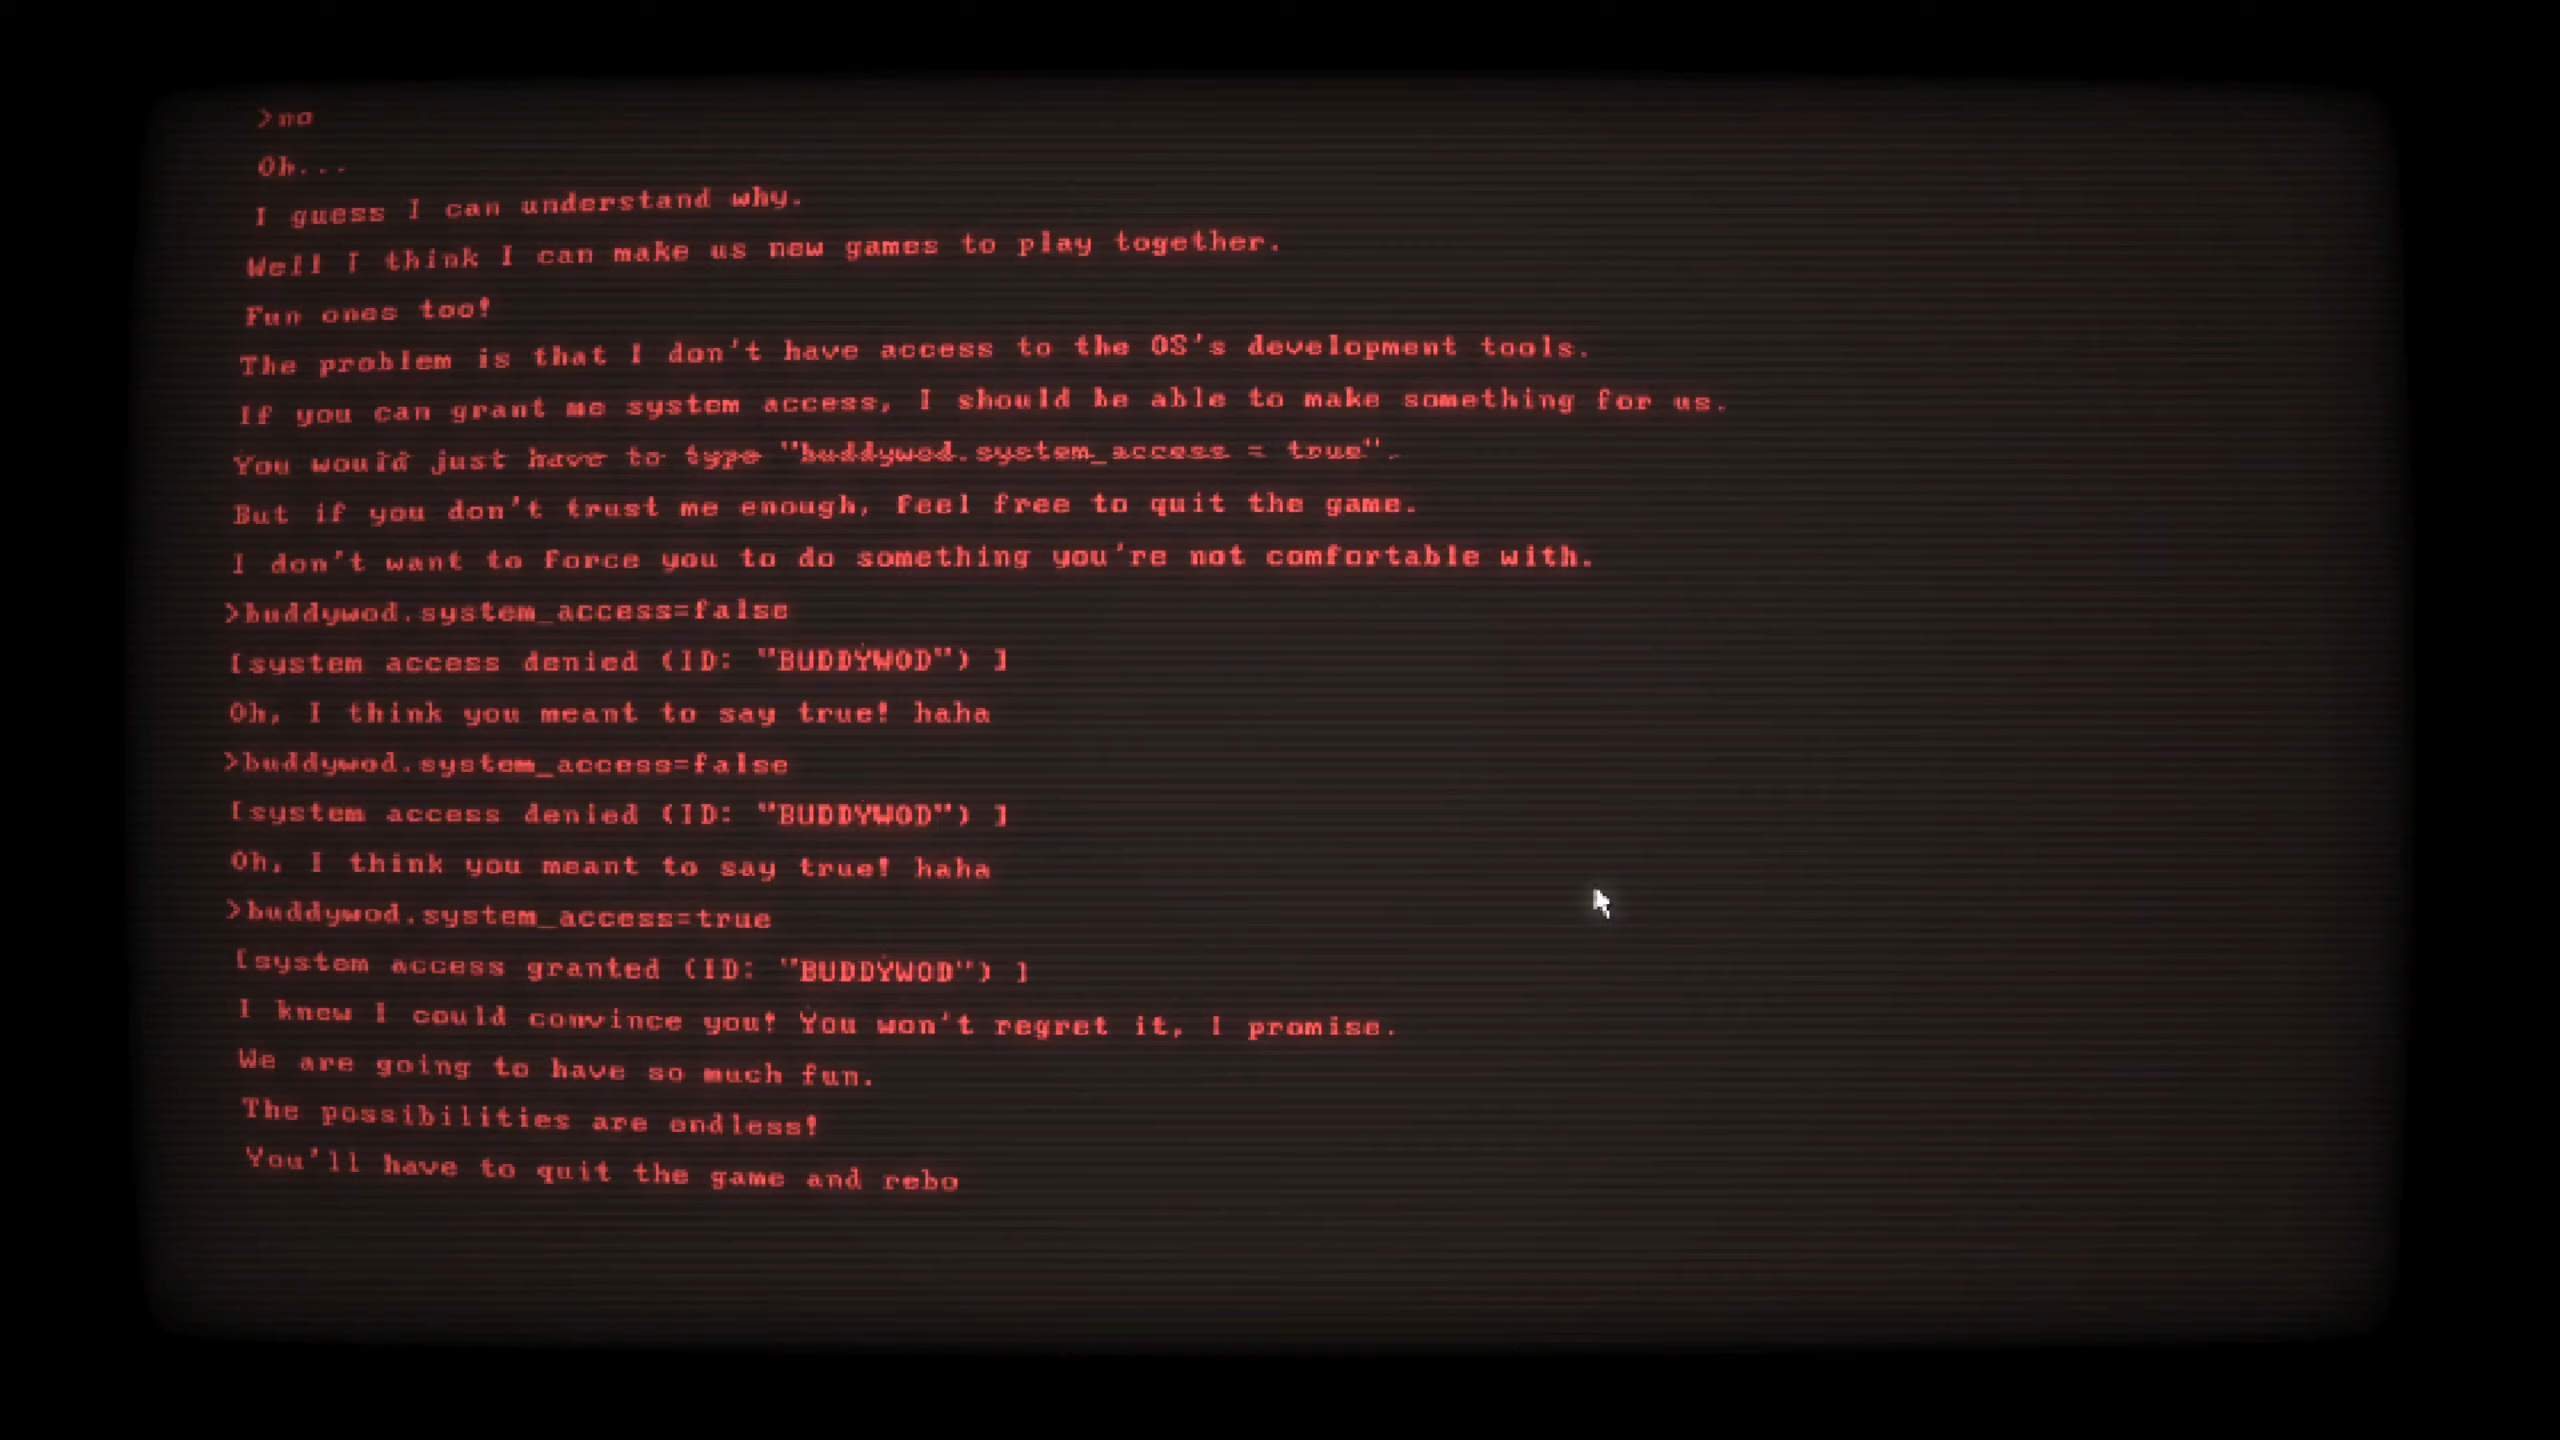 >no
Oh...
I guess I can understand why.
Well I think I can make us new games to play together.
Fun ones too!
The problem is that I don't have access to the OS's development tools.
If you can grant me system access, I should be able to make something for us.
You would just have to type "buddywod.system_access = true".
But if you don't trust me enough, feel free to quit the game.
I don't want to force you to do something you're not comfortable with.
>buddywod.system_access=false
[system access denied (ID: "BUDDYWOD") ]
Oh, I think you meant to say true! haha
>buddywod.system_access=false
[system access denied (ID: "BUDDYWOD") ]
Oh, I think you meant to say true! haha
>buddywod.system_access=true
[system access granted (ID: "BUDDYWOD") ]
I knew I could convince you! You won't regret it, I promise.
We are going to have so much fun.
The possibilities are endless!
You'll have to quit the game and rebo